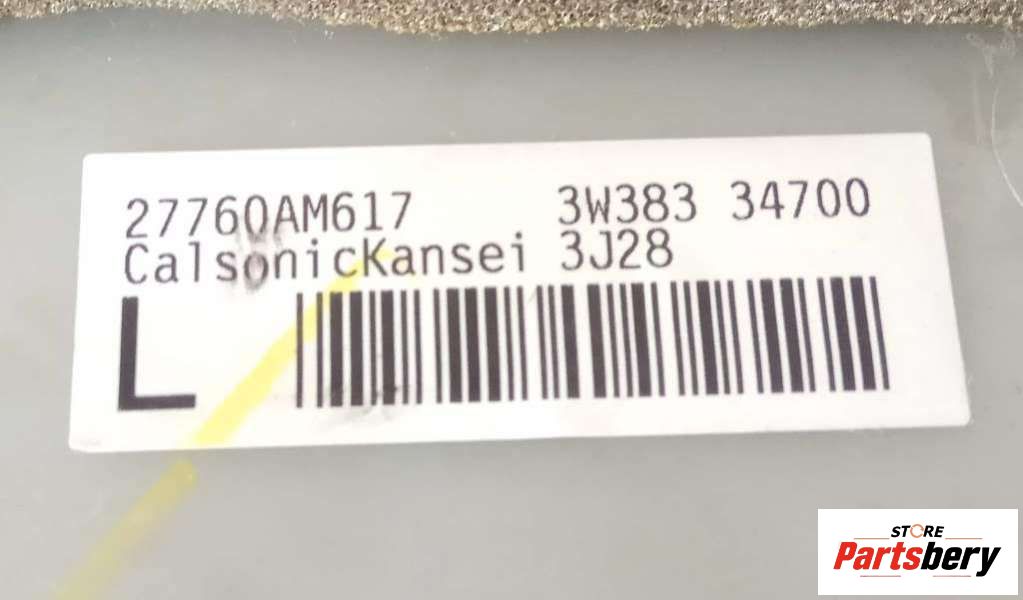 27760AM617 3W383 34700
CalsonicKansei 3J28
L
STORE
Partsbery